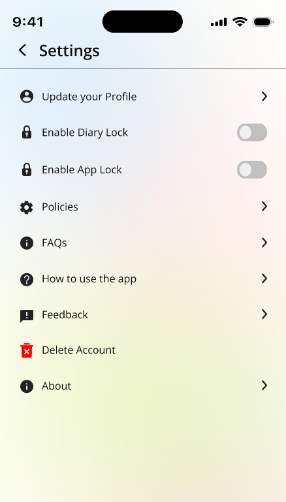 9:41
Settings
Update your Profile
Enable Diary Lock
Enable App Lock
Policies
FAQs
How to use the app
Feedback
Delete Account
About